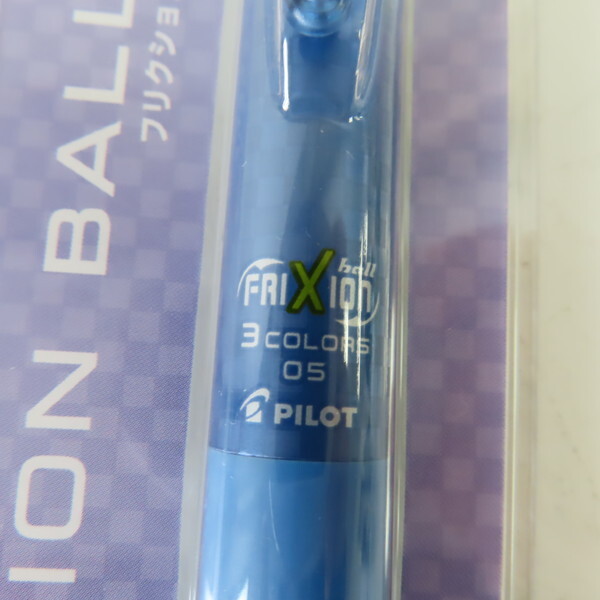 ION BALL
フリクショ
ball
FRIXION
3 COLORS
05
PILOT